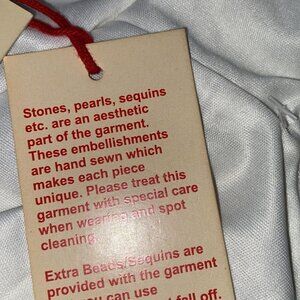 Stones, pearls, sequins
etc. are an aesthetic
part of the garment.
These embellishments
are hand sewn which
makes each piece
unique. Please treat this
garment with special care
when wearing and spot
cleaning.
Extra Beads/Sequins are
provided with the garment
you can use
fall off.